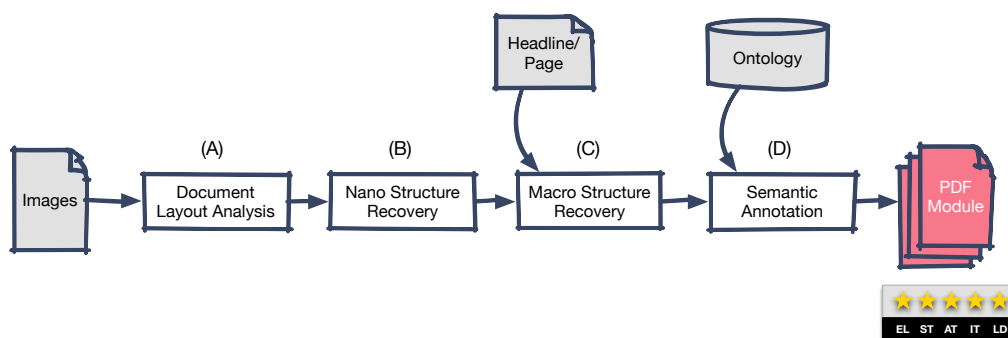 Headline/
Page
Ontology
(A)
(B)
(C)
(D)
Images
Document
Layout Analysis
Nano Structure
Recovery
Macro Structure
Recovery
Semantic
Annotation
PDF
Module
EL ST AT IT LD